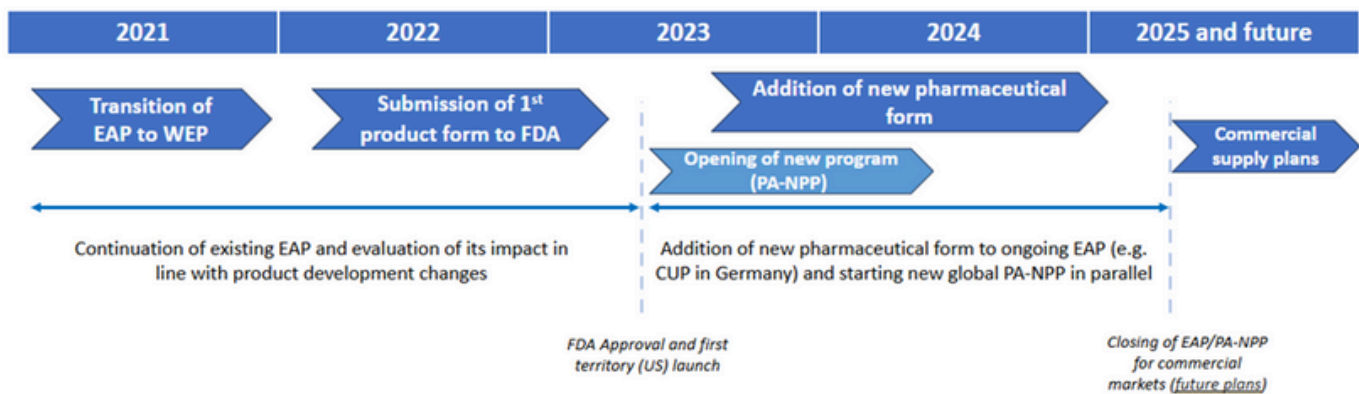 2021
2022
2023
2024
2025 and future
Transition of
EAP to WEP
Submission of 1st
product form to FDA
Addition of new pharmaceutical
form
Opening of new program
(PA-NPP)
Commercial
supply plans
Continuation of existing EAP and evaluation of its impact in
line with product development changes
Addition of new pharmaceutical form to ongoing EAP (e.g.
CUP in Germany) and starting new global PA-NPP in parallel
FDA Approval and first
territory (US) launch
Closing of EAP/PA-NPP
for commercial
markets (future plans)